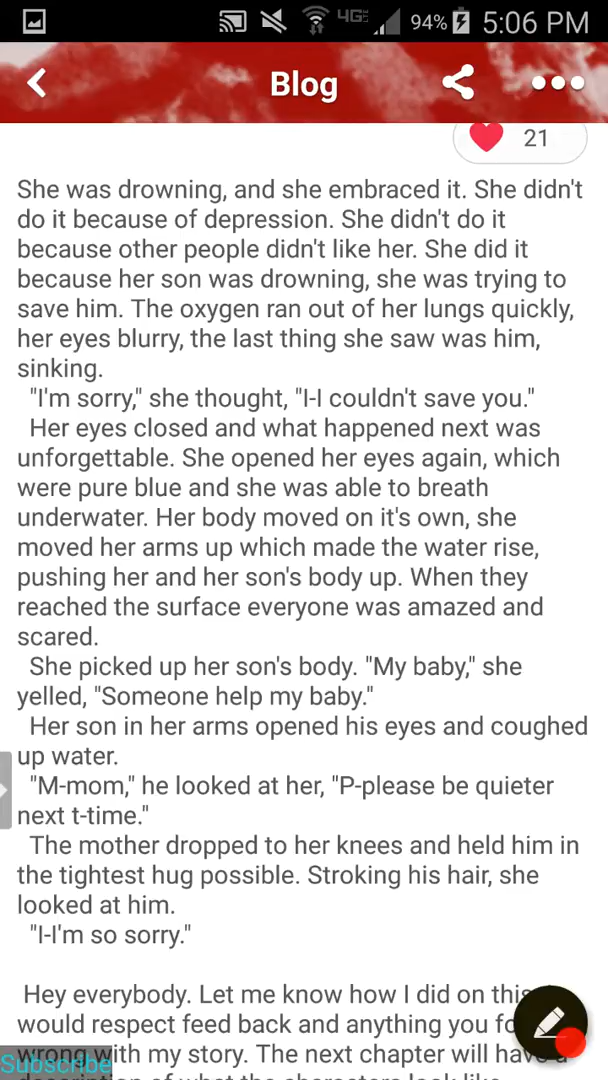 94% 5:06 PM
Blog
21
She was drowning, and she embraced it. She didn't
do it because of depression. She didn't do it
because other people didn't like her. She did it
because her son was drowning, she was trying to
save him. The oxygen ran out of her lungs quickly,
her eyes blurry, the last thing she saw was him,
sinking.
"I'm sorry," she thought, "I-I couldn't save you."
Her eyes closed and what happened next was
unforgettable. She opened her eyes again, which
were pure blue and she was able to breath
underwater. Her body moved on it's own, she
moved her arms up which made the water rise,
pushing her and her son's body up. When they
reached the surface everyone was amazed and
scared.
She picked up her son's body. "My baby," she
yelled, "Someone help my baby."
Her son in her arms opened his eyes and coughed
up water.
"M-mom," he looked at her, "P-please be quieter
next t-time."
The mother dropped to her knees and held him in
the tightest hug possible. Stroking his hair, she
looked at him.
"I-I'm so sorry."
Hey everybody. Let me know how I did on this
would respect feed back and anything you
wrong with my story. The next chapter will have a
Subscribe
description of what the characters look like